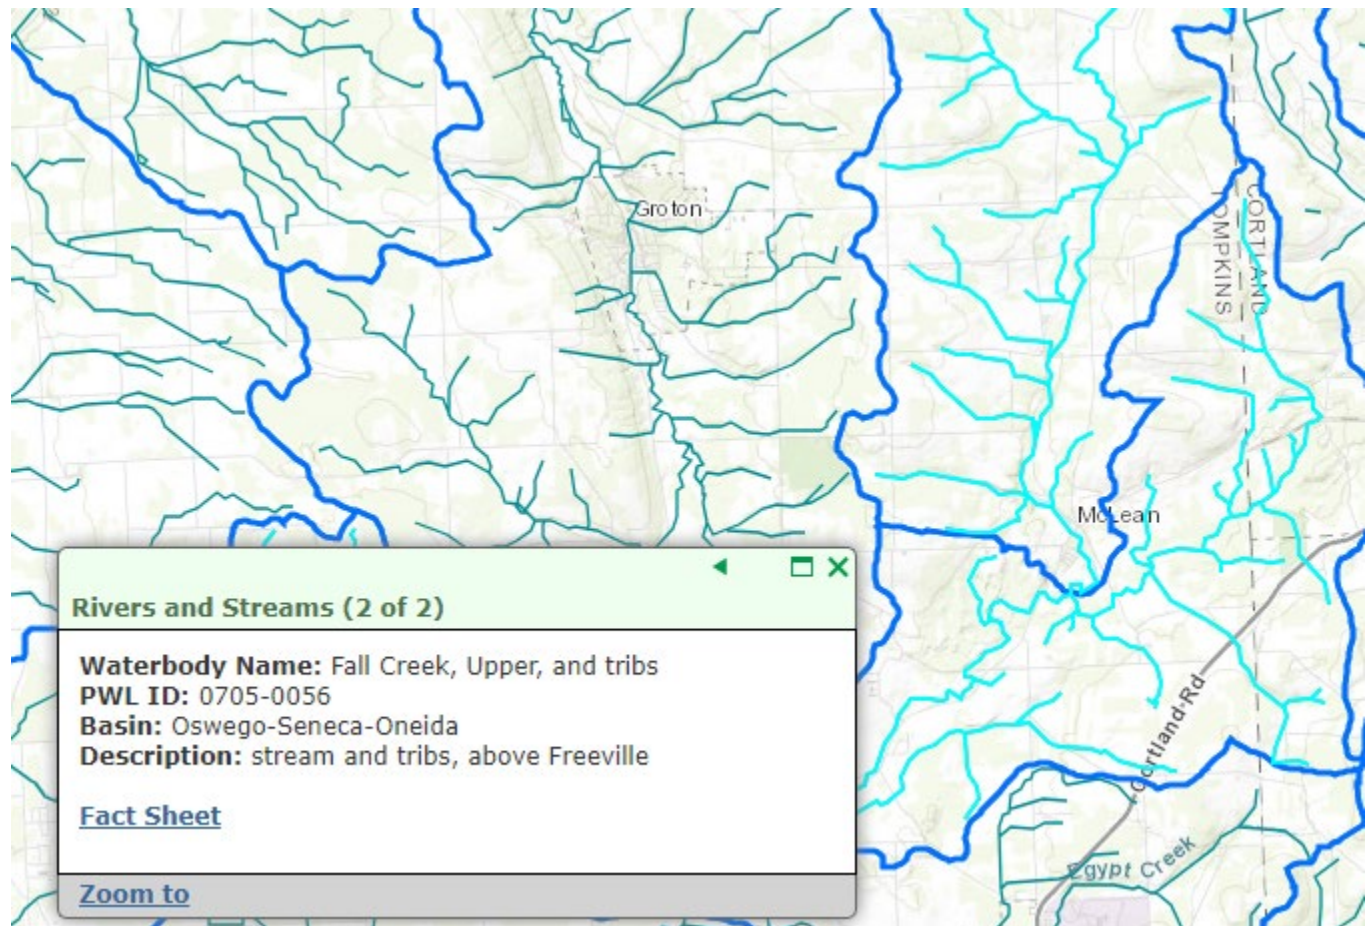 Groton
CORTLAND
TOMPKINS
McLean
Rivers and Streams (2 of 2)
Waterbody Name: Fall Creek, Upper, and tribs
PWL ID: 0705-0056
Basin: Oswego-Seneca-Oneida
Description: stream and tribs, above Freeville
Fact Sheet
Zoom to
Cortland-Rd
Egypt Creek